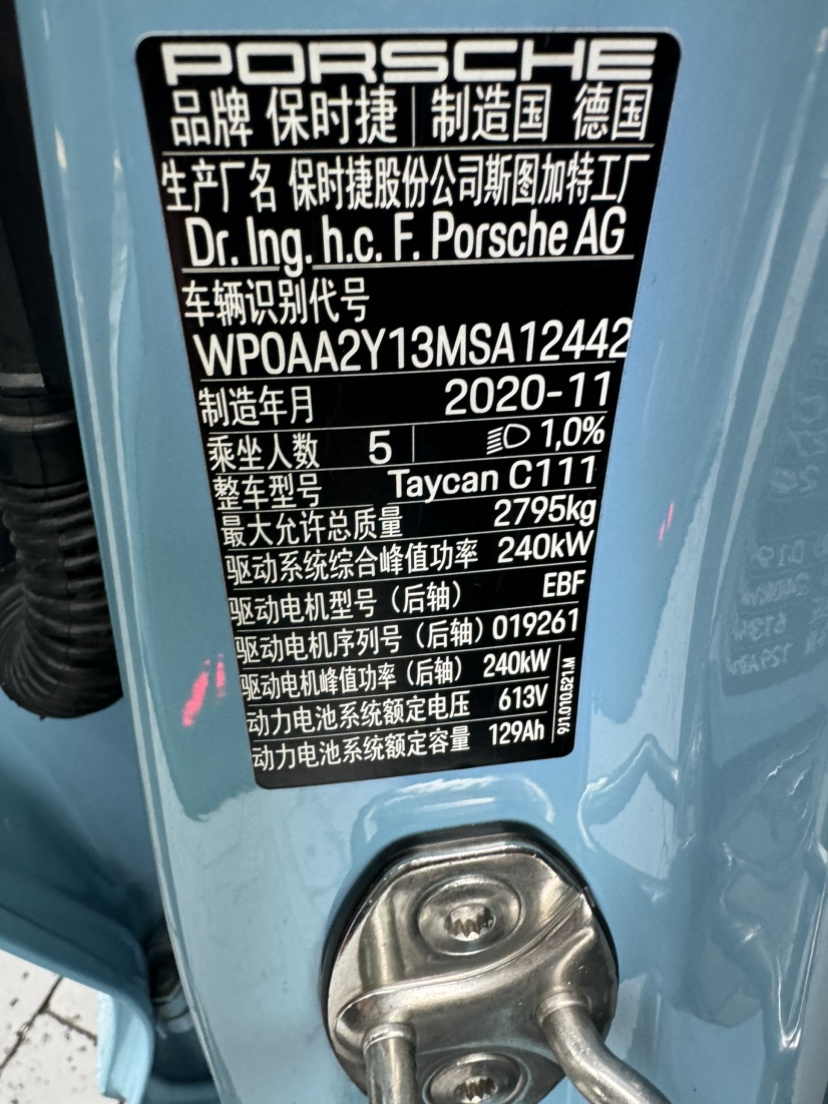 PORSCHE
品牌 保时捷 制造国 德国
生产厂名 保时捷股份公司斯图加特工厂
Dr. Ing. h.c. F. Porsche AG
车辆识别代号
WP0AA2Y13MSA12442
制造年月 2020-11
乘坐人数 5 1,0%
整车型号 Taycan C111
最大允许总质量 2795kg
驱动系统综合峰值功率 240kW
驱动电机型号（后轴） EBF
驱动电机序列号（后轴） 019261
驱动电机峰值功率（后轴） 240kW
动力电池系统额定电压 613V
动力电池系统额定容量 129Ah
9J1.010.621.M